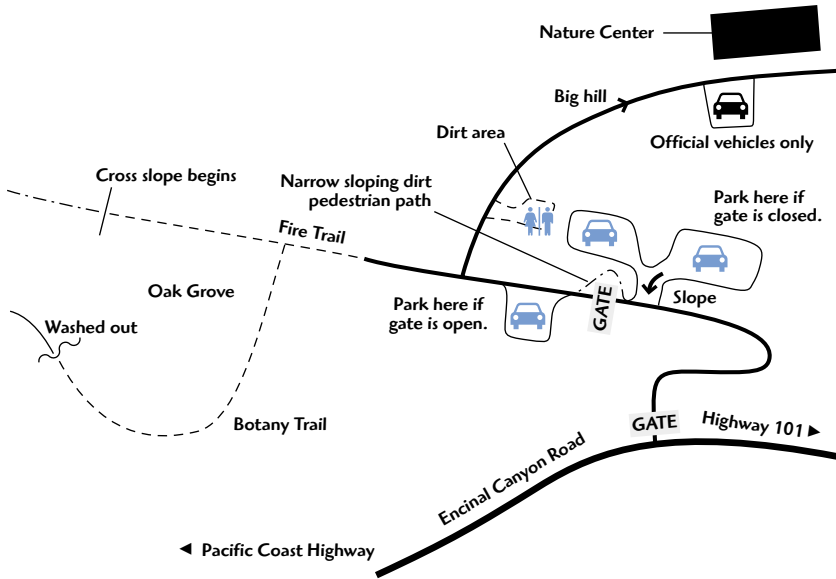 Nature Center
Big hill
Dirt area
Official vehicles only
Cross slope begins
Narrow sloping dirt
pedestrian path
Park here if
gate is closed.
Fire Trail
Oak Grove
Park here if
gate is open.
GATE
Slope
Washed out
Botany Trail
GATE
Highway 101
Encinal Canyon Road
Pacific Coast Highway